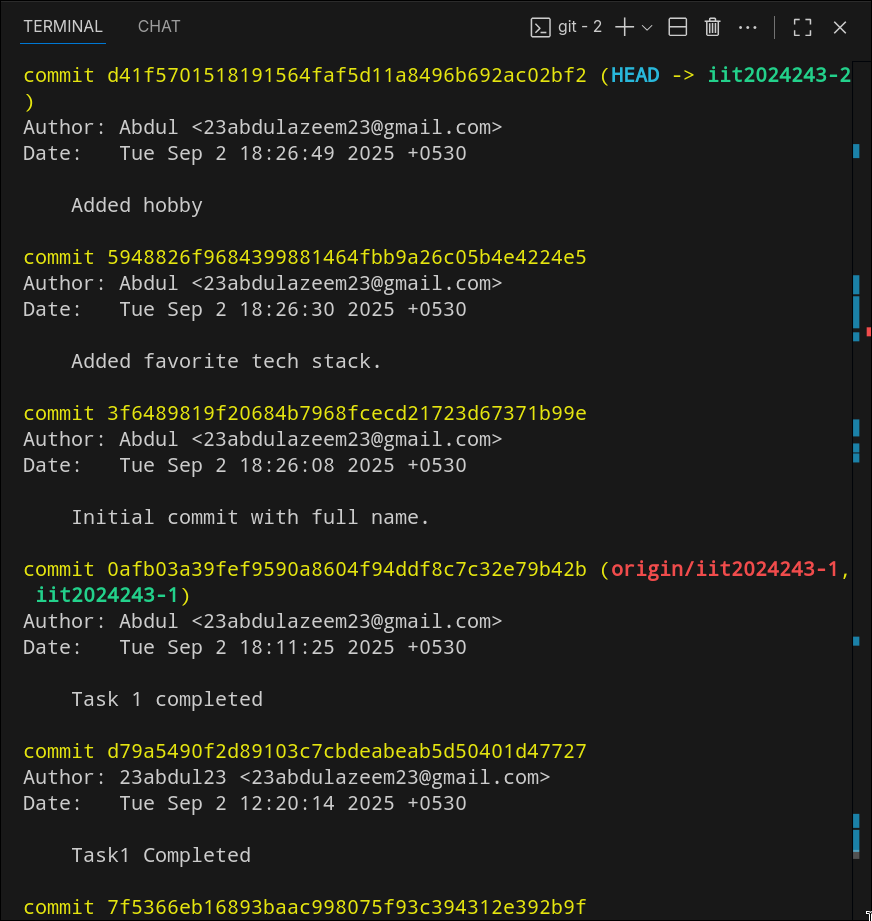 TERMINAL CHAT git - 2
commit d41f5701518191564faf5d11a8496b692ac02bf2 (HEAD -> iit2024243-2
)
Author: Abdul <23abdulazeem23@gmail.com>
Date:   Tue Sep 2 18:26:49 2025 +0530
    Added hobby
commit 5948826f9684399881464fbb9a26c05b4e4224e5
Author: Abdul <23abdulazeem23@gmail.com>
Date:   Tue Sep 2 18:26:30 2025 +0530
    Added favorite tech stack.
commit 3f6489819f20684b7968fcecd21723d67371b99e
Author: Abdul <23abdulazeem23@gmail.com>
Date:   Tue Sep 2 18:26:08 2025 +0530
    Initial commit with full name.
commit 0afb03a39fef9590a8604f94ddf8c7c32e79b42b (origin/iit2024243-1,
 iit2024243-1)
Author: Abdul <23abdulazeem23@gmail.com>
Date:   Tue Sep 2 18:11:25 2025 +0530
    Task 1 completed
commit d79a5490f2d89103c7cbdeabeab5d50401d47727
Author: 23abdul23 <23abdulazeem23@gmail.com>
Date:   Tue Sep 2 12:20:14 2025 +0530
    Task1 Completed
commit 7f5366eb16893baac998075f93c394312e392b9f